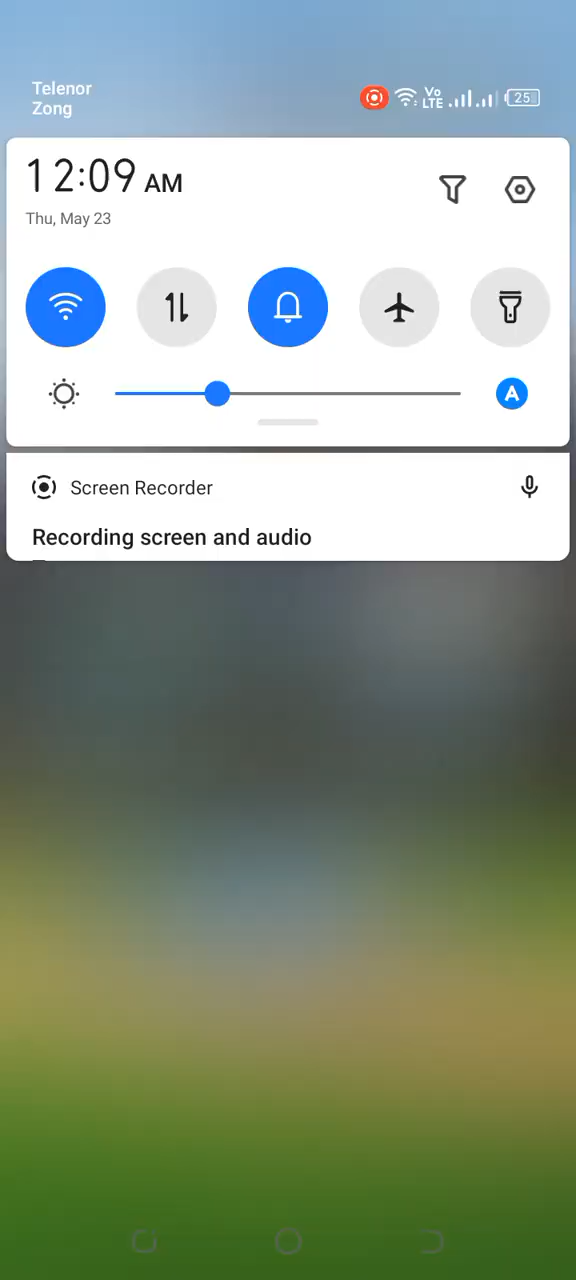 Telenor
Zong
Vo
LTE
25
12:09 AM
Thu, May 23
A
Screen Recorder
Recording screen and audio